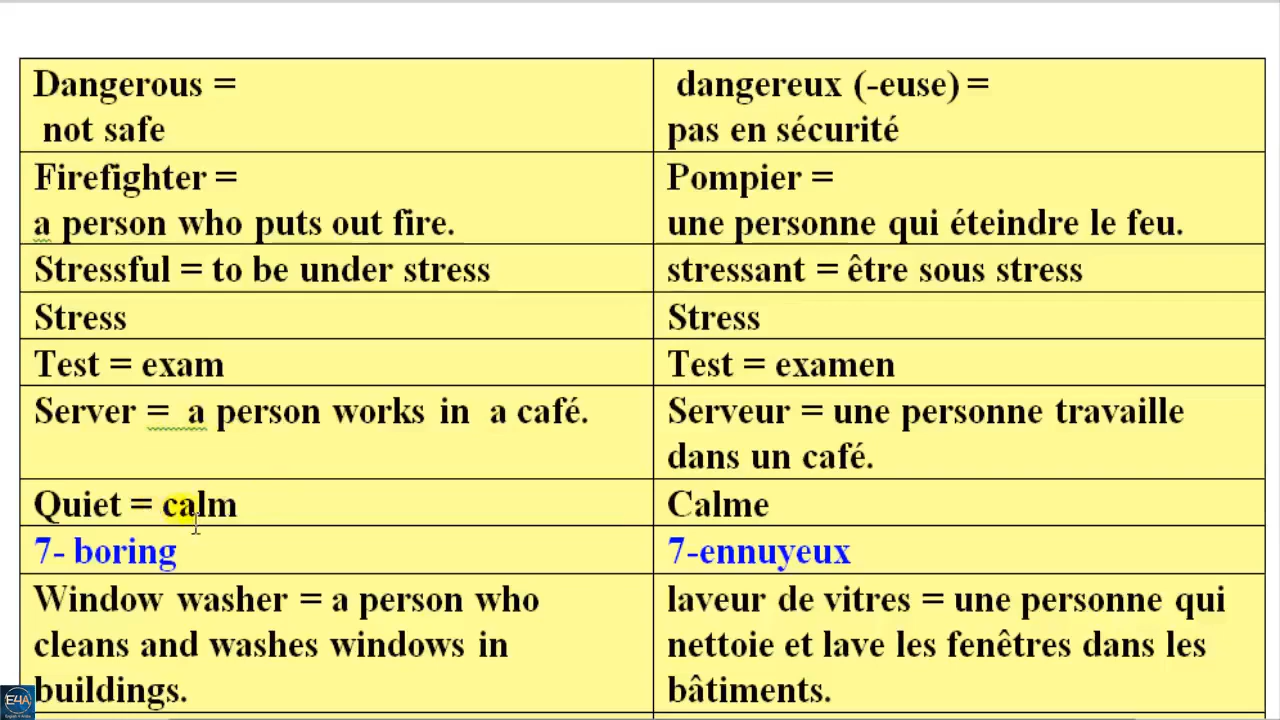 Dangerous =
not safe
dangereux (-euse) =
pas en sécurité
Firefighter =
a person who puts out fire.
Pompier =
une personne qui éteindre le feu.
Stressful = to be under stress
stressant = être sous stress
Stress
Stress
Test = exam
Test = examen
Server = a person works in a café.
Serveur = une personne travaille
dans un café.
Quiet = calm
Calme
7- boring
7-ennuyeux
Window washer = a person who
cleans and washes windows in
buildings.
laveur de vitres = une personne qui
nettoie et lave les fenêtres dans les
bâtiments.
E4A